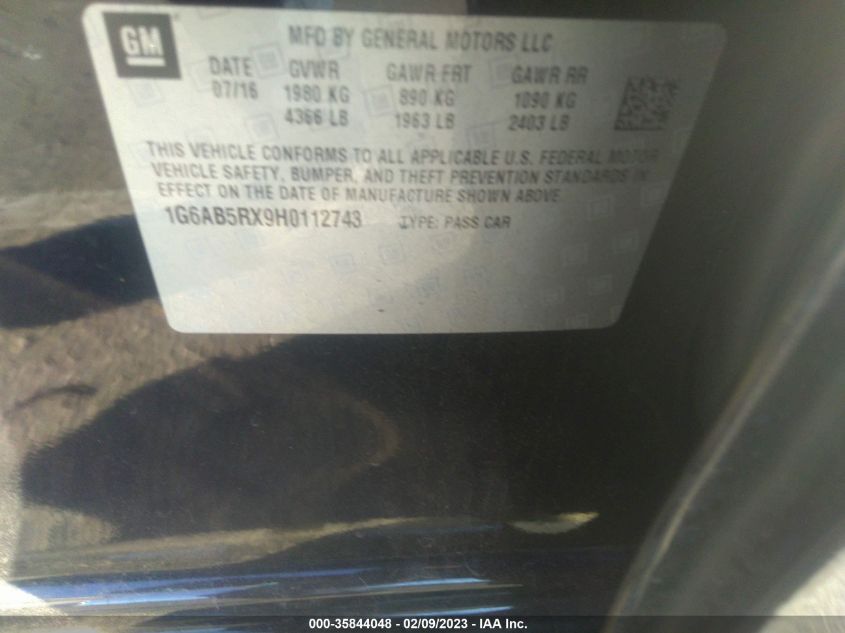 GM
MFD BY GENERAL MOTORS LLC
DATE GVWR GAWR FRT GAWR RR
07/16 1980 KG 890 KG 1090 KG
4366 LB 1963 LB 2403 LB
THIS VEHICLE CONFORMS TO ALL APPLICABLE U.S. FEDERAL MOTOR
VEHICLE SAFETY, BUMPER, AND THEFT PREVENTION STANDARDS IN
EFFECT ON THE DATE OF MANUFACTURE SHOWN ABOVE
1G6AB5RX9H0112743 TYPE: PASS CAR
000-35844048 - 02/09/2023 - IAA Inc.